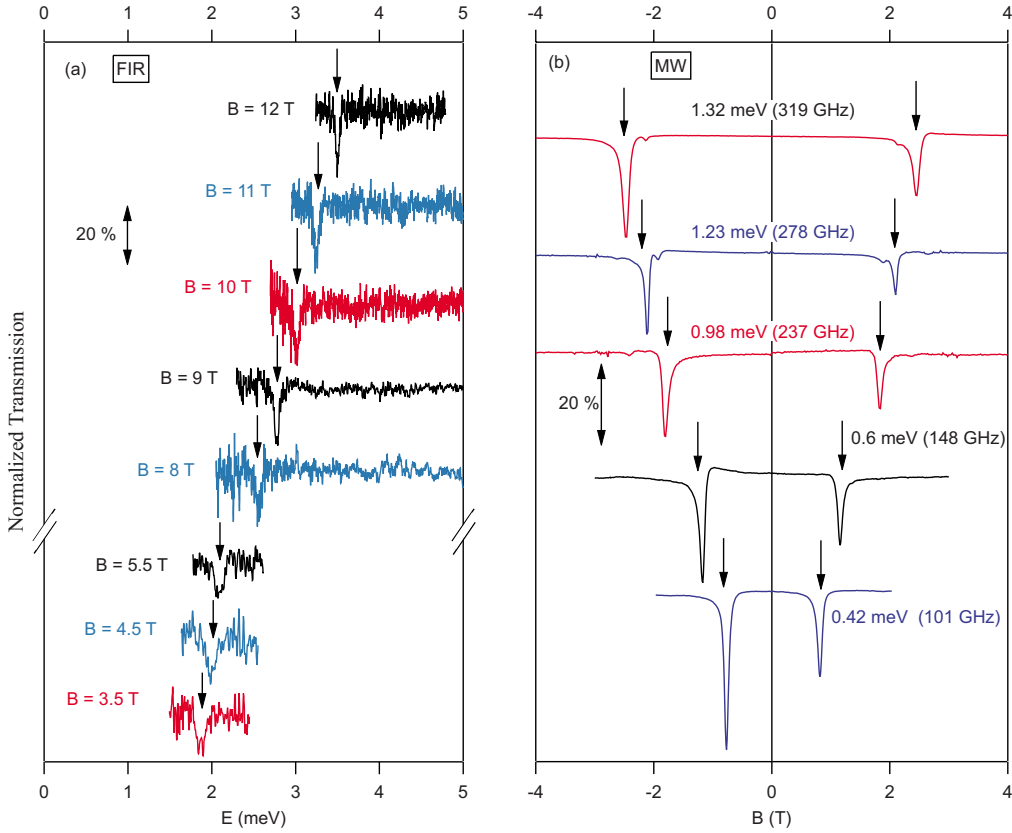 0 1 2 3 4 5
-4 -2 0 2 4
(a) FIR
(b) MW
B = 12 T
B = 11 T
20 %
B = 10 T
B = 9 T
B = 8 T
B = 5.5 T
B = 4.5 T
B = 3.5 T
Normalized Transmission
1.32 meV (319 GHz)
1.23 meV (278 GHz)
0.98 meV (237 GHz)
20 %
0.6 meV (148 GHz)
0.42 meV (101 GHz)
0 1 2 3 4 5
E (meV)
-4 -2 0 2 4
B (T)